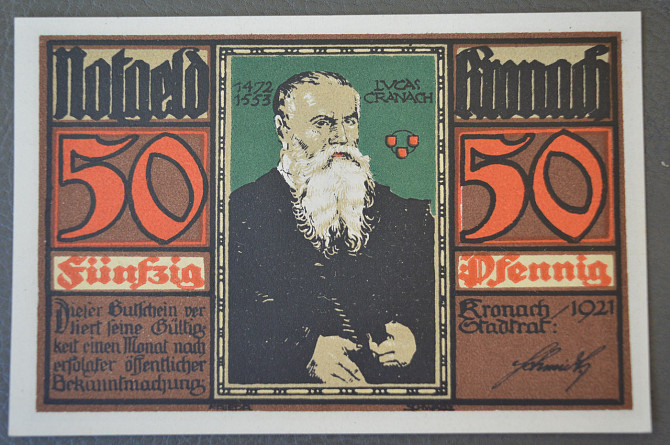 Notgeld
50
Fünfzig
Dieser Gutschein ver
liert seine Gültig
keit einen Monat nach
erfolgter öffentlicher
Bekanntmachung
1472
1553
LVCAS
CRANACH
Kronach
50
Pfennig
Kronach 1921
Stadtrat: